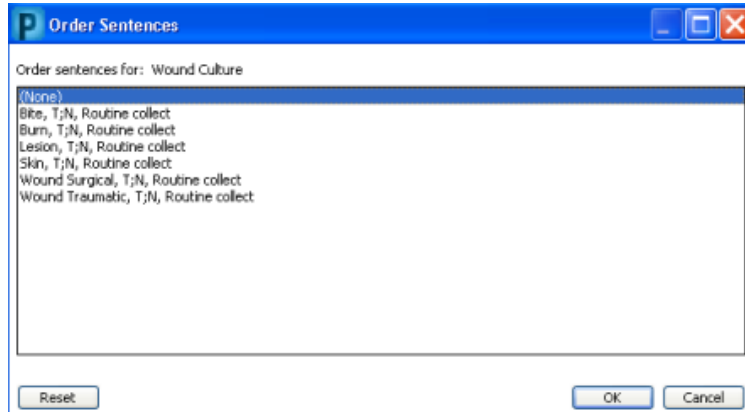 P Order Sentences
Order sentences for: Wound Culture
(None)
Bite, T;N, Routine collect
Burn, T;N, Routine collect
Lesion, T;N, Routine collect
Skin, T;N, Routine collect
Wound Surgical, T;N, Routine collect
Wound Traumatic, T;N, Routine collect
Reset OK Cancel